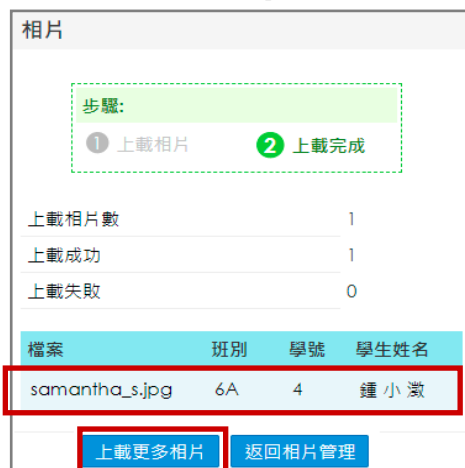 相片
步驟:
1 上載相片 2 上載完成
上載相片數 1
上載成功 1
上載失敗 0
檔案 班別 學號 學生姓名
samantha_s.jpg 6A 4 鍾小澂
上載更多相片 返回相片管理